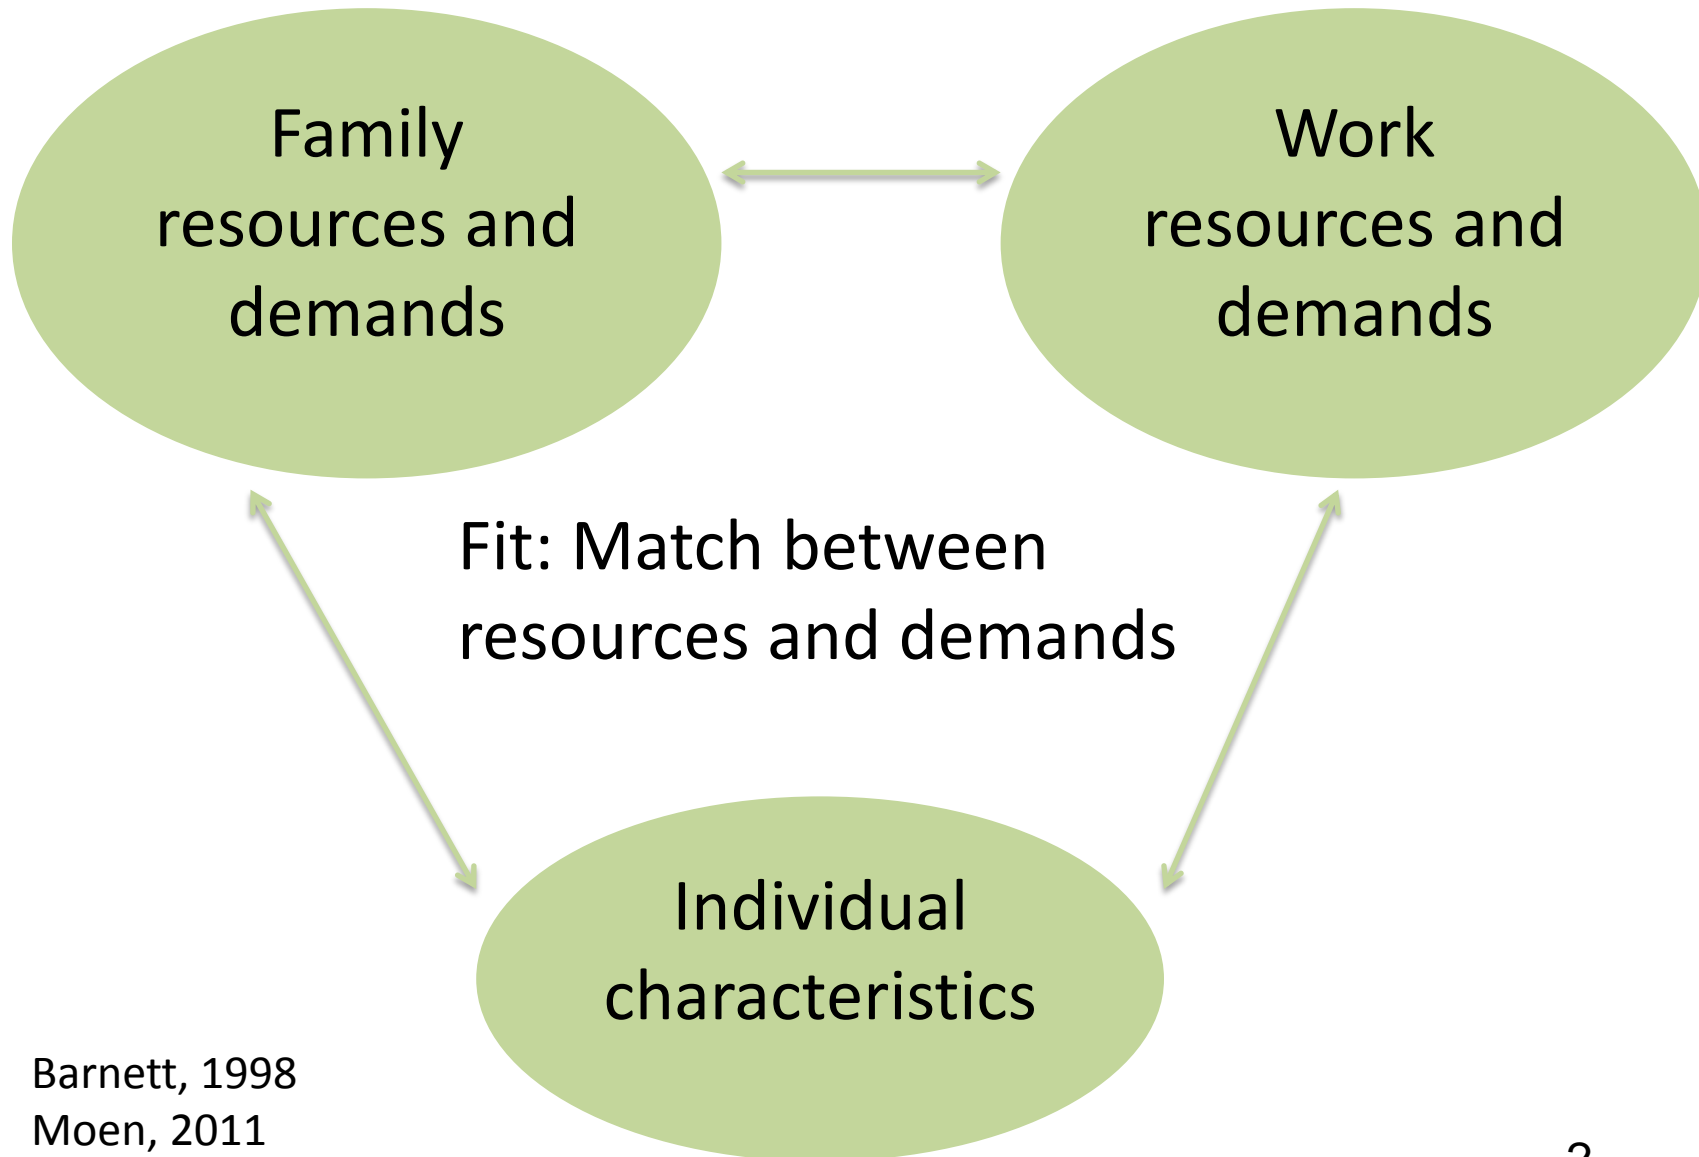 Family
resources and
demands
Work
resources and
demands
Fit: Match between
resources and demands
Individual
characteristics
Barnett, 1998
Moen, 2011